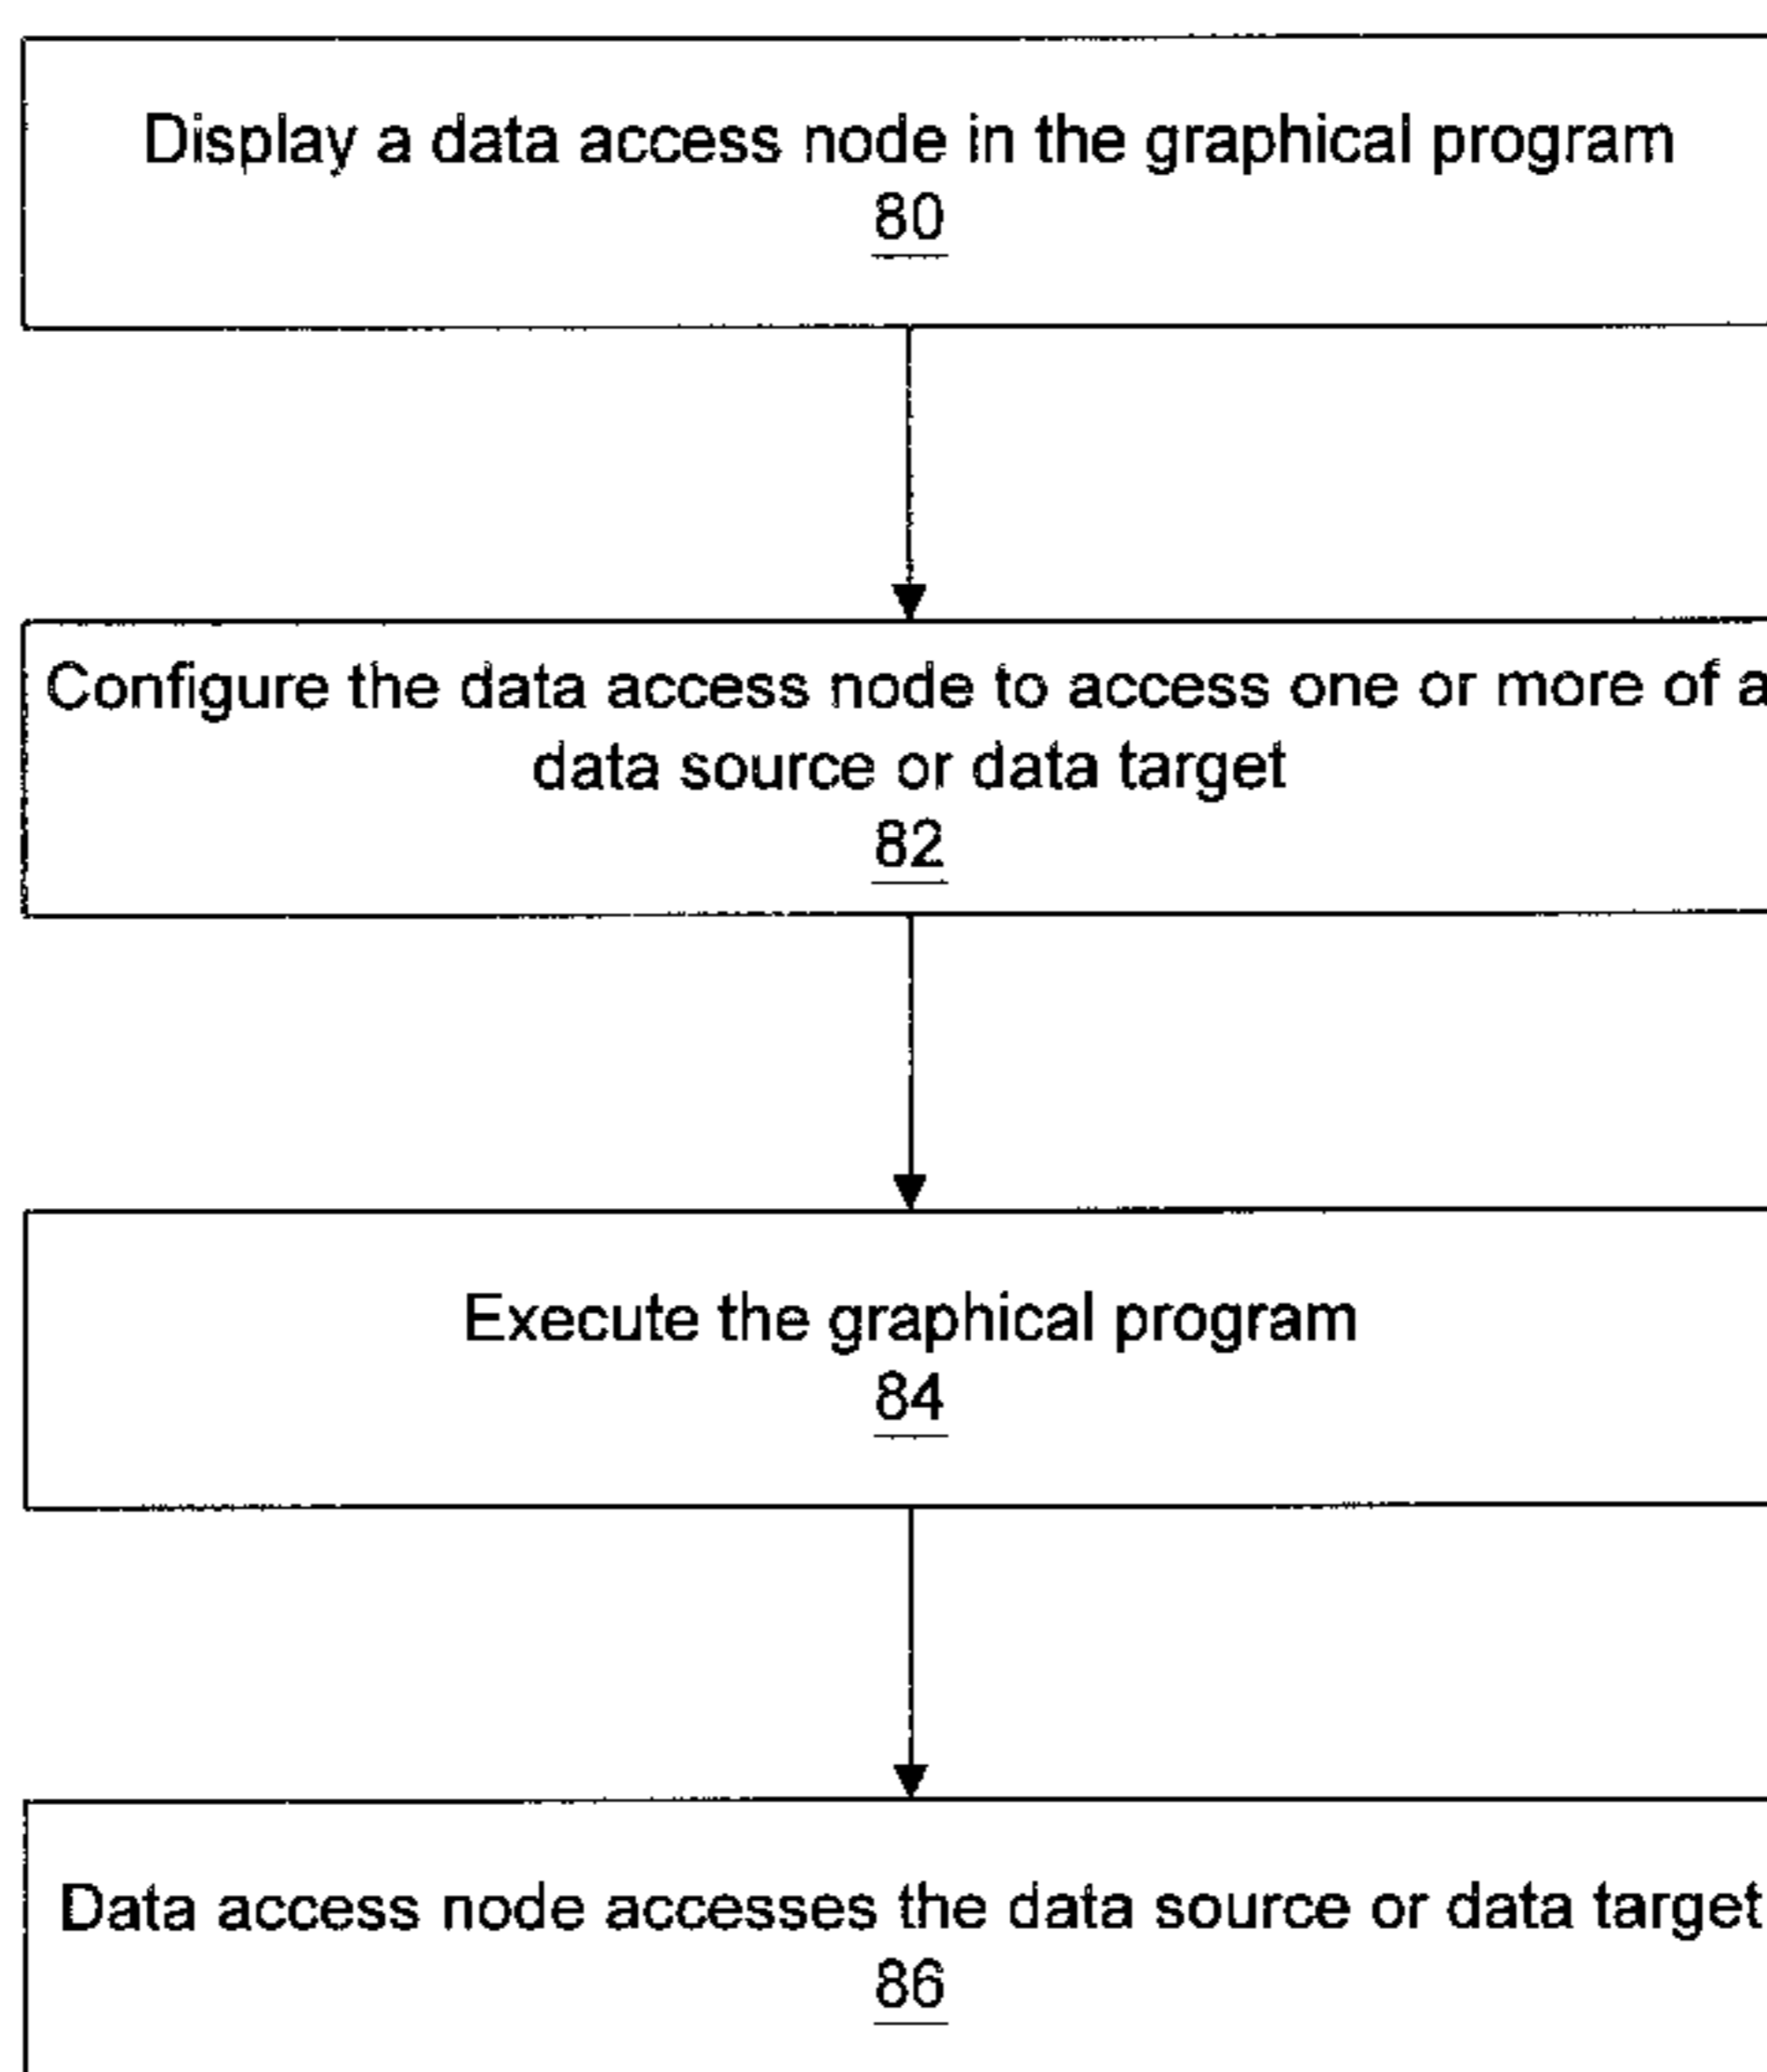 Display a data access node in the graphical program
80
Configure the data access node to access one or more of a
data source or data target
82
Execute the graphical program
84
Data access node accesses the data source or data target
86